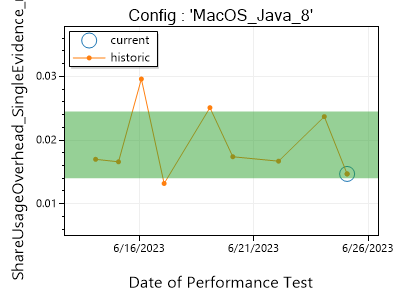 Config : 'MacOS_Java_8'
current
historic
ShareUsageOverhead_SingleEvidence_
0.03
0.02
0.01
6/16/2023
6/21/2023
6/26/2023
Date of Performance Test